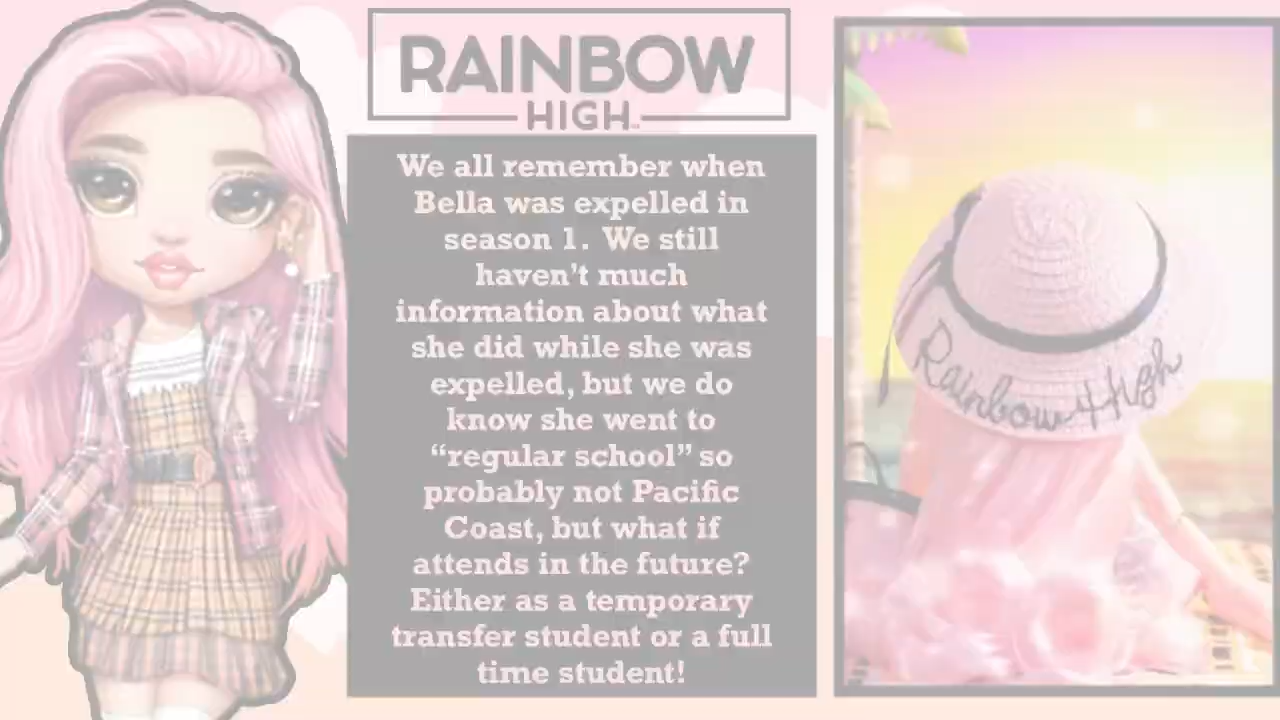 RAINBOW
HIGH
We all remember when
Bella was expelled in
season 1. We still
haven't much
information about what
she did while she was
expelled, but we do
know she went to
“regular school” so
probably not Pacific
Coast, but what if
attends in the future?
Either as a temporary
transfer student or a full
time student!
Rainbow High